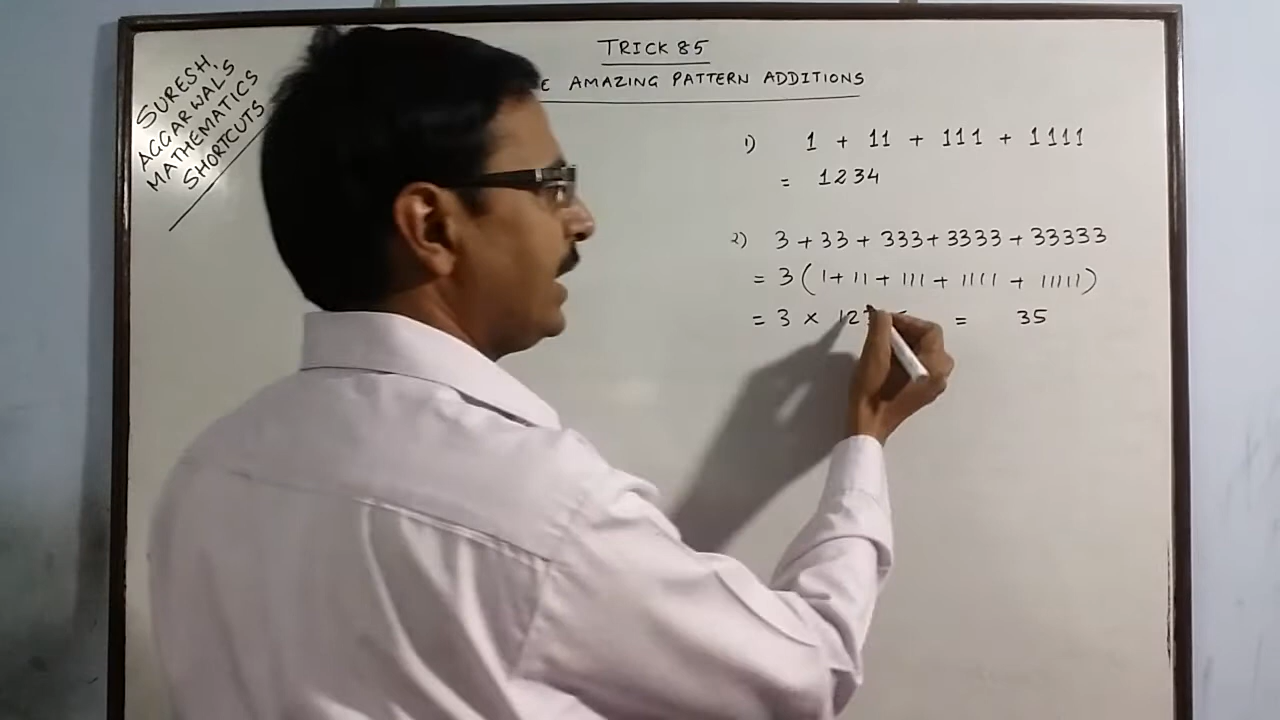 SURESH
AGGARWAL'S
MATHEMATICS
SHORTCUTS
TRICK 85
AMAZING PATTERN ADDITIONS
1) 1 + 11 + 111 + 1111
= 1234
2) 3 + 33 + 333 + 3333 + 33333
= 3 ( 1 + 11 + 111 + 1111 + 11111 )
= 3 × 12 = 35